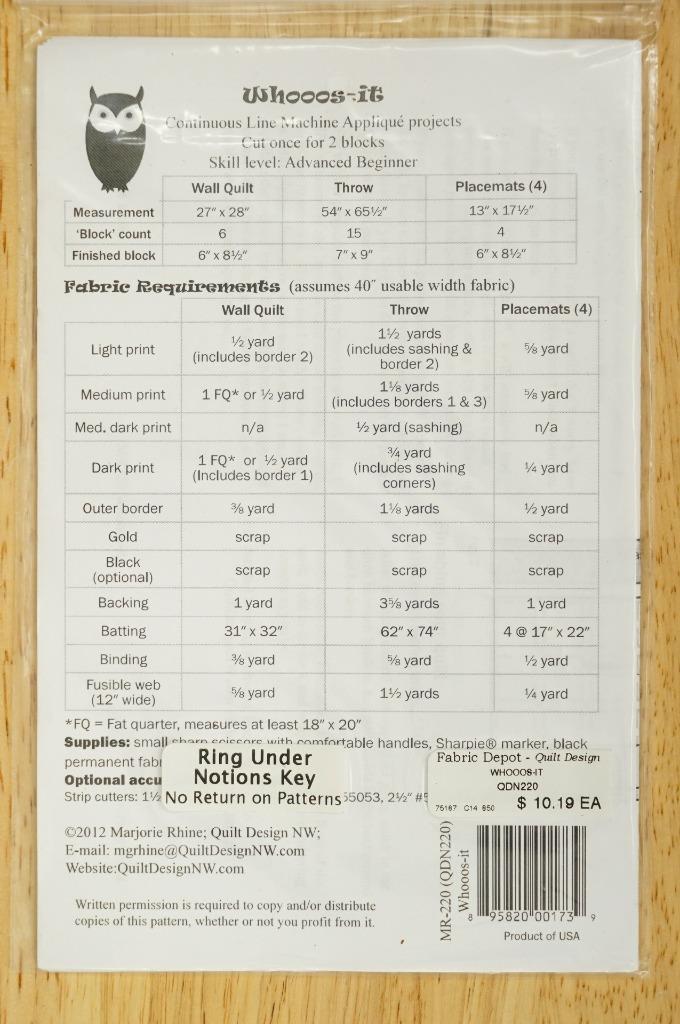 Whooos-it
Continuous Line Machine Appliqué projects
Cut once for 2 blocks
Skill level: Advanced Beginner
Wall Quilt Throw Placemats (4)
Measurement 27" x 28" 54" x 65½" 13" x 17½"
'Block' count 6 15 4
Finished block 6" x 8½" 7" x 9" 6" x 8½"
Fabric Requirements (assumes 40" usable width fabric)
Wall Quilt Throw Placemats (4)
Light print ½ yard (includes border 2) 1½ yards (includes sashing & border 2) ⅝ yard
Medium print 1 FQ* or ½ yard 1⅛ yards (includes borders 1 & 3) ⅝ yard
Med. dark print n/a ½ yard (sashing) n/a
Dark print 1 FQ* or ½ yard (Includes border 1) ¾ yard (includes sashing corners) ¼ yard
Outer border ⅜ yard 1⅛ yards ½ yard
Gold scrap scrap scrap
Black (optional) scrap scrap scrap
Backing 1 yard 3⅝ yards 1 yard
Batting 31" x 32" 62" x 74" 4 @ 17" x 22"
Binding ⅜ yard ⅝ yard ½ yard
Fusible web (12" wide) ⅝ yard 1½ yards ¼ yard
*FQ = Fat quarter, measures at least 18" x 20"
Supplies: small sharp scissors with comfortable handles, Sharpie® marker, black
permanent fabr
Optional accu
Strip cutters: 1½ 55053, 2½" #5
Ring Under
Notions Key
No Return on Patterns
Fabric Depot - Quilt Design
WHOOOS-IT
QDN220
75187 C14 850 $ 10.19 EA
©2012 Marjorie Rhine; Quilt Design NW;
E-mail: mgrhine@QuiltDesignNW.com
Website:QuiltDesignNW.com
Written permission is required to copy and/or distribute
copies of this pattern, whether or not you profit from it.
MR-220 (QDN220)
Whooos-it
8 95820 00173 9
Product of USA